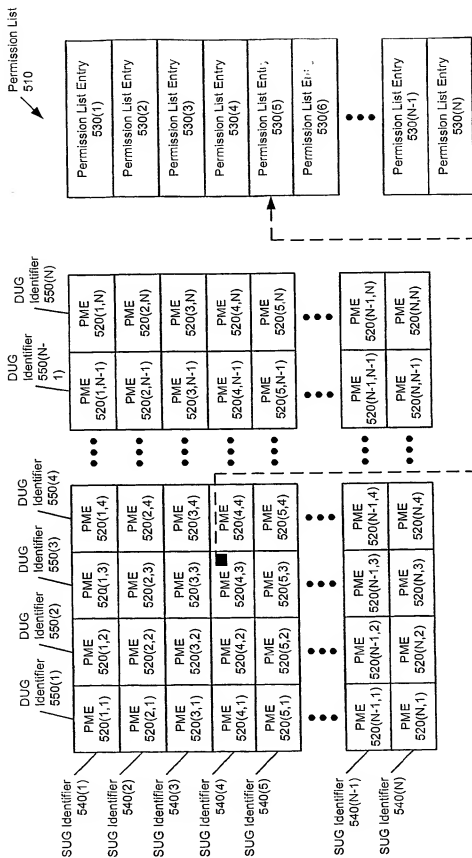 Permission List
510
Permission List Entry
530(1)
Permission List Entry
530(2)
Permission List Entry
530(3)
Permission List Entry
530(4)
Permission List Entry
530(5)
Permission List Entry
530(6)
Permission List Entry
530(N-1)
Permission List Entry
530(N)
DUG
Identifier
550(1)
DUG
Identifier
550(2)
DUG
Identifier
550(3)
DUG
Identifier
550(4)
DUG
Identifier
550(N-
1)
DUG
Identifier
550(N)
SUG Identifier
540(1)
PME
520(1,1)
PME
520(1,2)
PME
520(1,3)
PME
520(1,4)
PME
520(1,N-1)
PME
520(1,N)
SUG Identifier
540(2)
PME
520(2,1)
PME
520(2,2)
PME
520(2,3)
PME
520(2,4)
PME
520(2,N-1)
PME
520(2,N)
SUG Identifier
540(3)
PME
520(3,1)
PME
520(3,2)
PME
520(3,3)
PME
520(3,4)
PME
520(3,N-1)
PME
520(3,N)
SUG Identifier
540(4)
PME
520(4,1)
PME
520(4,2)
PME
520(4,3)
PME
520(4,4)
PME
520(4,N-1)
PME
520(4,N)
SUG Identifier
540(5)
PME
520(5,1)
PME
520(5,2)
PME
520(5,3)
PME
520(5,4)
PME
520(5,N-1)
PME
520(5,N)
SUG Identifier
540(N-1)
PME
520(N-1,1)
PME
520(N-1,2)
PME
520(N-1,3)
PME
520(N-1,4)
PME
520(N-1,N-1)
PME
520(N-1,N)
SUG Identifier
540(N)
PME
520(N,1)
PME
520(N,2)
PME
520(N,3)
PME
520(N,4)
PME
520(N,N-1)
PME
520(N,N)